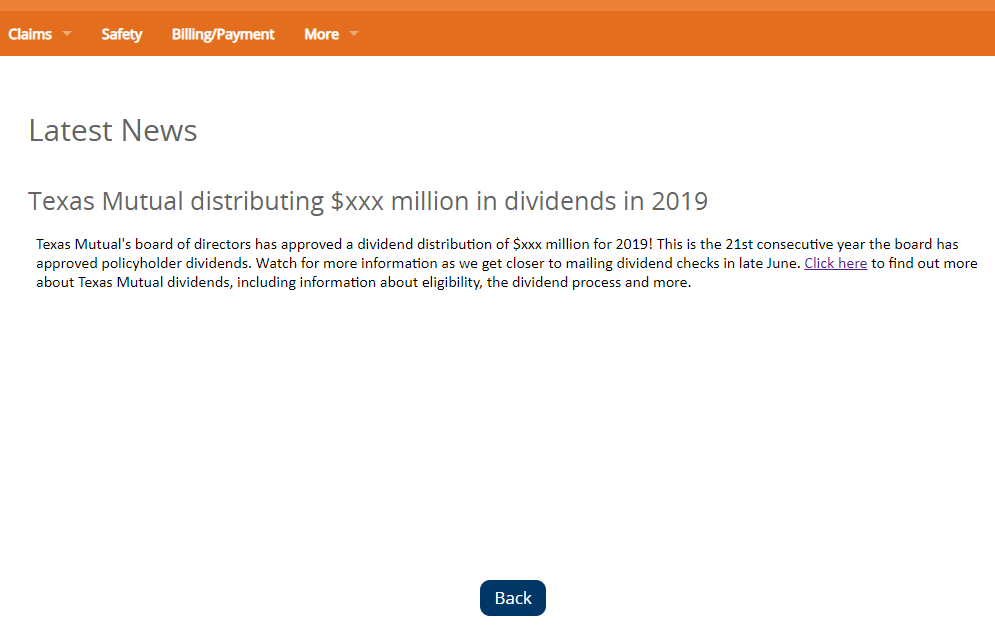 Claims Safety Billing/Payment More
Latest News
Texas Mutual distributing $xxx million in dividends in 2019
Texas Mutual's board of directors has approved a dividend distribution of $xxx million for 2019! This is the 21st consecutive year the board has
approved policyholder dividends. Watch for more information as we get closer to mailing dividend checks in late June. Click here to find out more
about Texas Mutual dividends, including information about eligibility, the dividend process and more.
Back